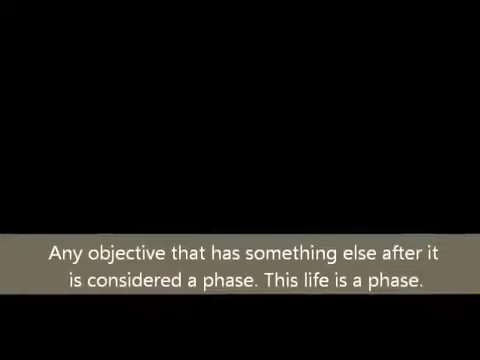 Any objective that has something else after it
is considered a phase. This life is a phase.